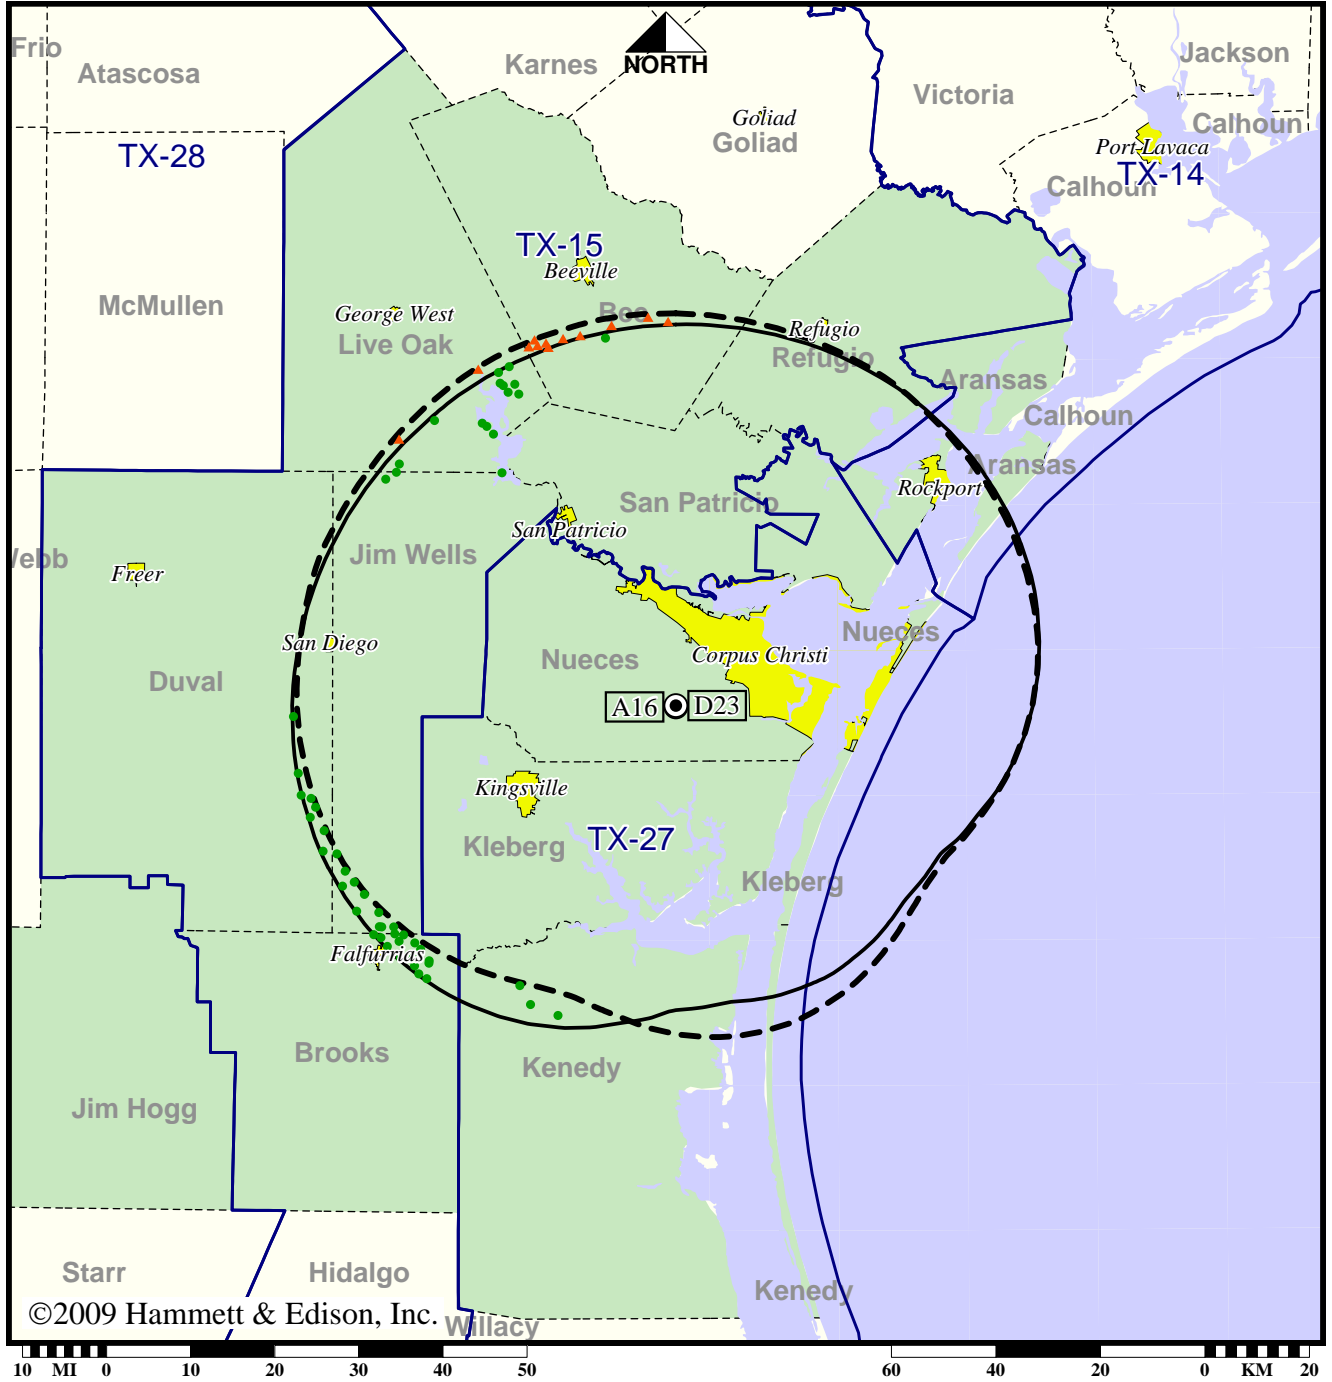 Frio
Atascosa
Karnes
NORTH
Victoria
Jackson
Calhoun
TX-28
Goliad
Goliad
Port Lavaca
TX-14
Calhoun
TX-15
Beeville
McMullen
George West
Live Oak
Bee
Refugio
Refugio
Aransas
Calhoun
Aransas
Rockport
San Patricio
San Patricio
Jim Wells
Freer
San Diego
Duval
Nueces
Nueces
Corpus Christi
A16
D23
Kingsville
TX-27
Kleberg
Kleberg
Falfurrias
Brooks
Kenedy
Jim Hogg
Starr
Hidalgo
Kenedy
©2009 Hammett & Edison, Inc.
Willacy
10 MI 0 10 20 30 40 50
60 40 20 0 KM 20